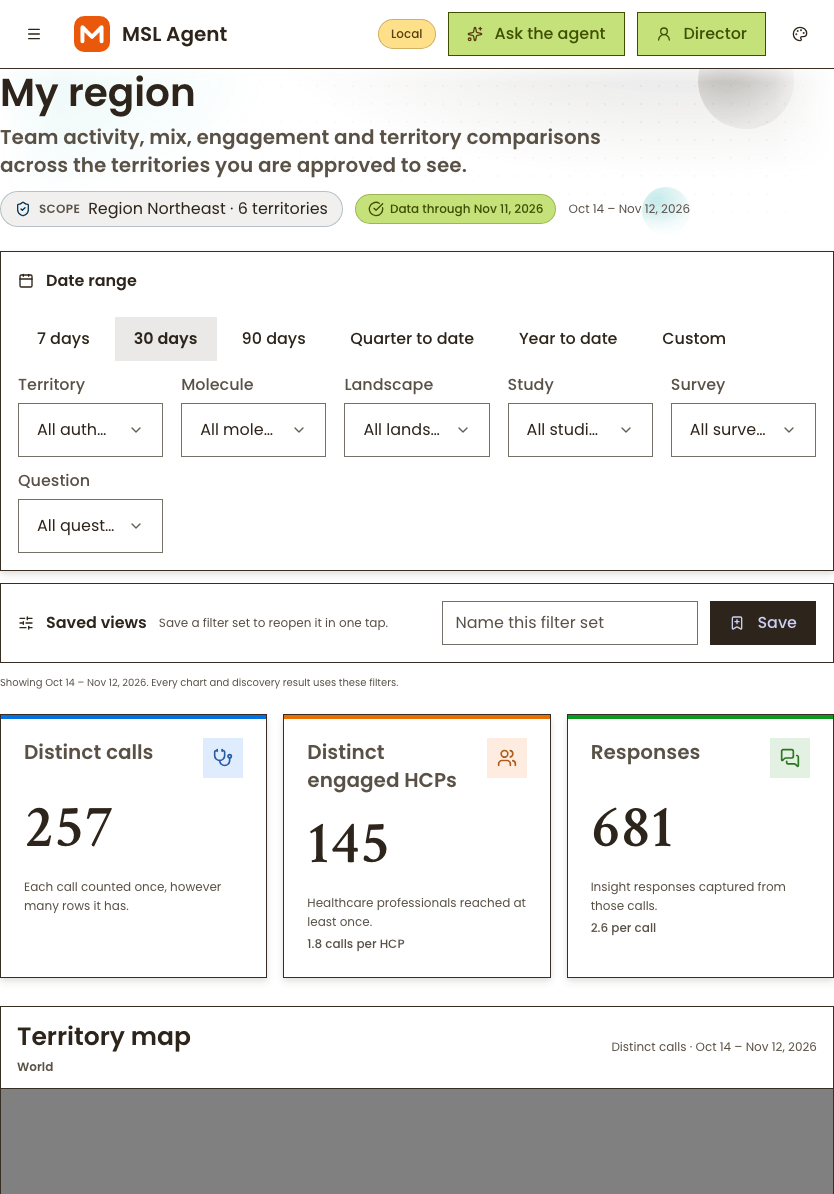 MSL Agent
Local
Ask the agent
Director
My region
Team activity, mix, engagement and territory comparisons
across the territories you are approved to see.
SCOPE Region Northeast · 6 territories
Data through Nov 11, 2026
Oct 14 – Nov 12, 2026
Date range
7 days
30 days
90 days
Quarter to date
Year to date
Custom
Territory
Molecule
Landscape
Study
Survey
All auth...
All mole...
All lands...
All studi...
All surve...
Question
All quest...
Saved views
Save a filter set to reopen it in one tap.
Name this filter set
Save
Showing Oct 14 – Nov 12, 2026. Every chart and discovery result uses these filters.
Distinct calls
257
Each call counted once, however
many rows it has.
Distinct
engaged HCPs
145
Healthcare professionals reached at
least once.
1.8 calls per HCP
Responses
681
Insight responses captured from
those calls.
2.6 per call
Territory map
World
Distinct calls · Oct 14 – Nov 12, 2026